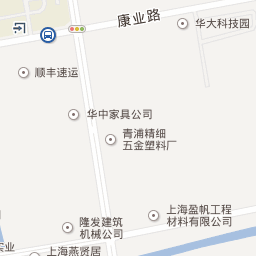 康业路
华大科技园
顺丰速运
华中家具公司
青浦精细
五金塑料厂
上海盈帆工程
材料有限公司
隆发建筑
机械公司
实业
上海燕贤居